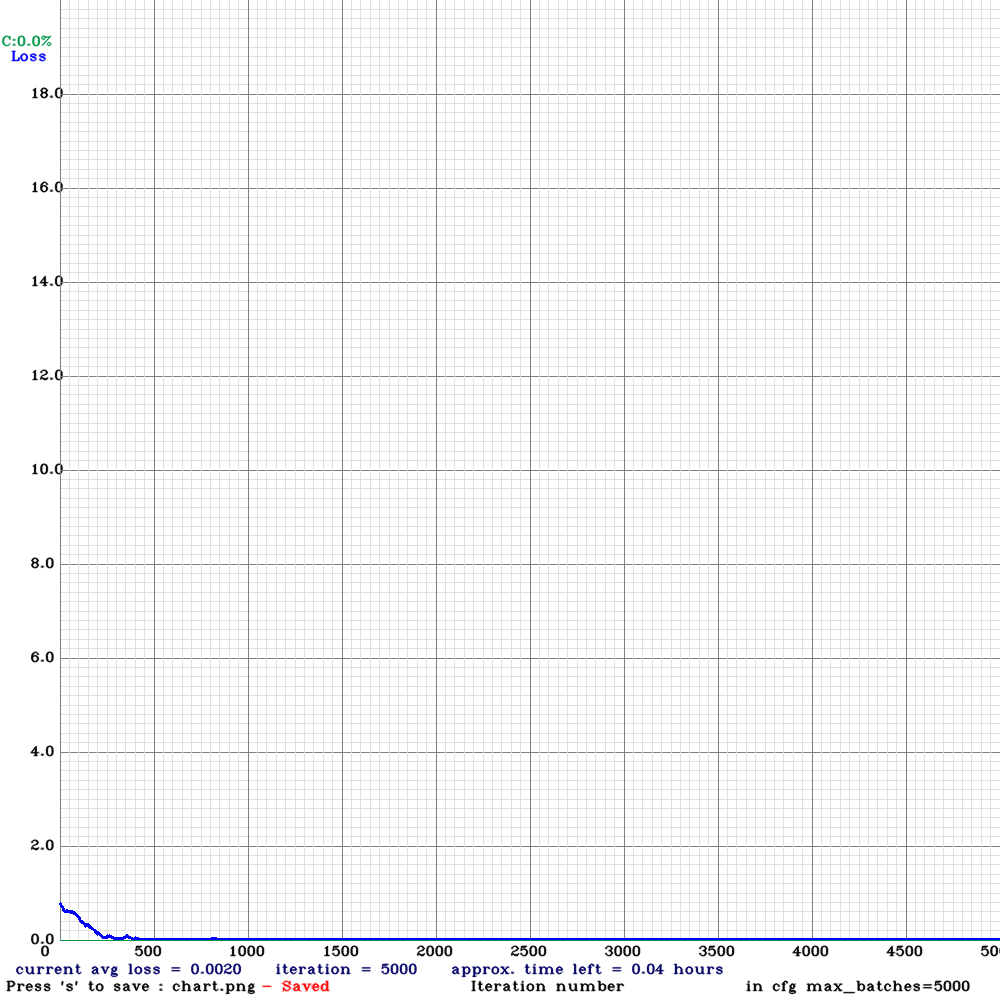 C:0.0%
Loss
18.0
16.0
14.0
12.0
10.0
8.0
6.0
4.0
2.0
0.0
0 500 1000 1500 2000 2500 3000 3500 4000 4500 500
current avg loss = 0.0020 iteration = 5000 approx. time left = 0.04 hours
Press 's' to save : chart.png - Saved Iteration number in cfg max_batches=5000